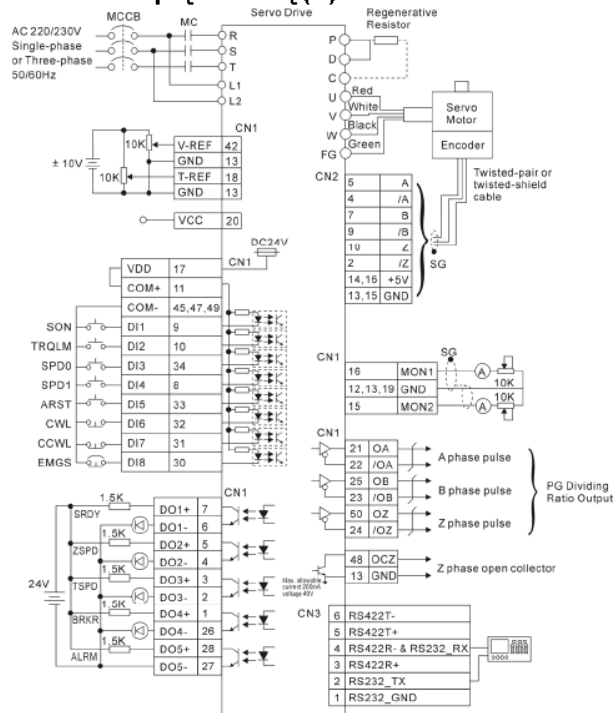 Servo Drive
MCCB
MC
AC 220/230V
Single-phase
or Three-phase
50/60Hz
R
S
T
L1
L2
Regenerative
Resistor
P
D
C
U
V
W
FG
Red
White
Black
Green
Servo
Motor
Encoder
Twisted-pair or
twisted-shield
cable
CN1
± 10V
10K
10K
V-REF 42
GND 13
T-REF 18
GND 13
VCC 20
CN2
5 A
4 /A
7 B
9 /B
10 Z
2 /Z
14,16 +5V
13,15 GND
SG
DC24V
CN1
VDD 17
COM+ 11
COM- 45,47,49
SON DI1 9
TRQLM DI2 10
SPD0 DI3 34
SPD1 DI4 8
ARST DI5 33
CWL DI6 32
CCWL DI7 31
EMGS DI8 30
CN1
SG
16 MON1 A
10K
12,13,19 GND
10K
15 MON2 A
CN1
21 OA
22 /OA
A phase pulse
25 OB
23 /OB
B phase pulse
50 OZ
24 /OZ
Z phase pulse
PG Dividing
Ratio Output
48 OCZ
13 GND
Z phase open collector
Max. allowable
current 200mA
voltage 40V
CN1
24V
1.5K
SRDY
DO1+ 7
DO1- 6
1.5K
ZSPD
DO2+ 5
DO2- 4
1.5K
TSPD
DO3+ 3
DO3- 2
1.5K
BRKR
DO4+ 1
DO4- 26
1.5K
ALRM
DO5+ 28
DO5- 27
CN3
6 RS422T-
5 RS422T+
4 RS422R- & RS232_RX
3 RS422R+
2 RS232_TX
1 RS232_GND